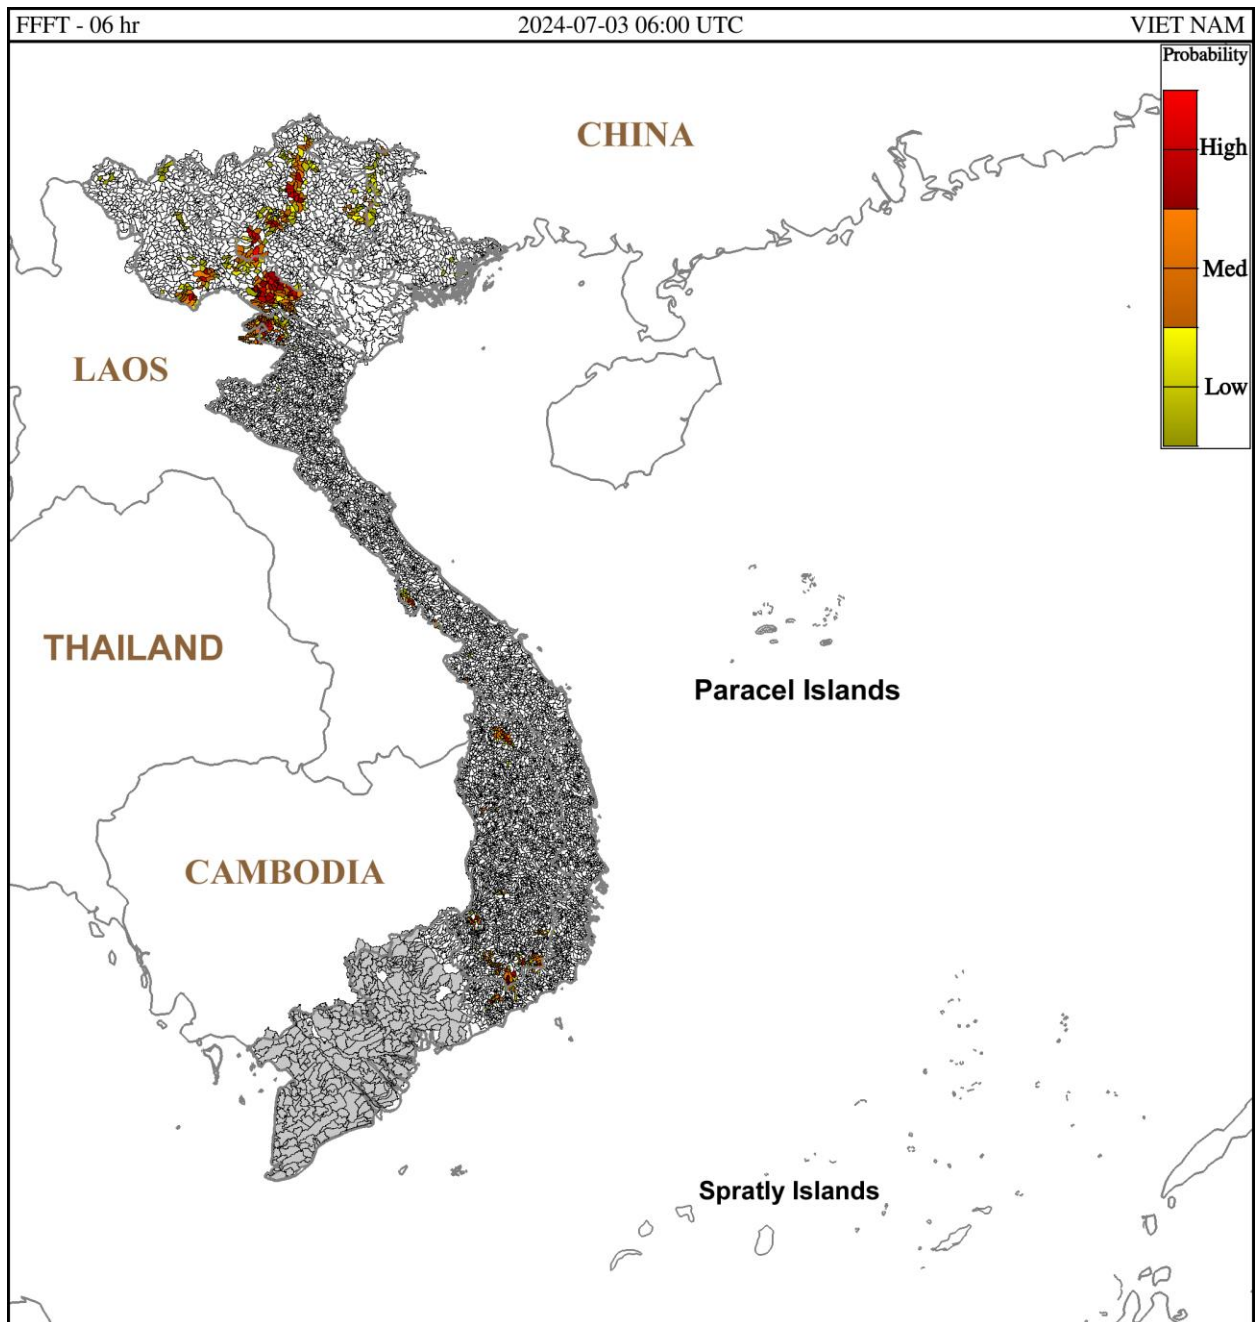 FFFT - 06 hr
2024-07-03 06:00 UTC
VIET NAM
Probability
High
Med
Low
CHINA
LAOS
THAILAND
Paracel Islands
CAMBODIA
Spratly Islands